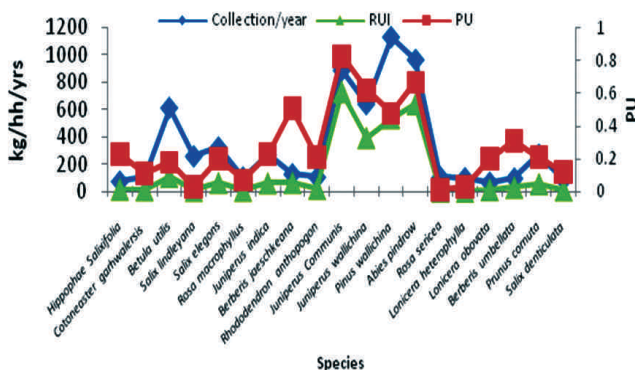 Collection/year RUI PU
1200 1
1000 0.8
800
600 0.6
400 0.4
200 0.2
0 0
kg/hh/yrs
PU
Hippophae Salixifolia
Cotoneaster garhwalersis
Betula utilis
Salix lindleyana
Salix elegans
Rosa macrophyllus
Juniperus indica
Berberis jaeschkeana
Rhododendron anthopogon
Juniperus Communis
Juniperus wallichina
Pinus wallichina
Abies pindrow
Rosa sericea
Lonicera heterophylla
Lonicera obovata
Berberis umbellata
Prunus cornuta
Salix denticulata
Species